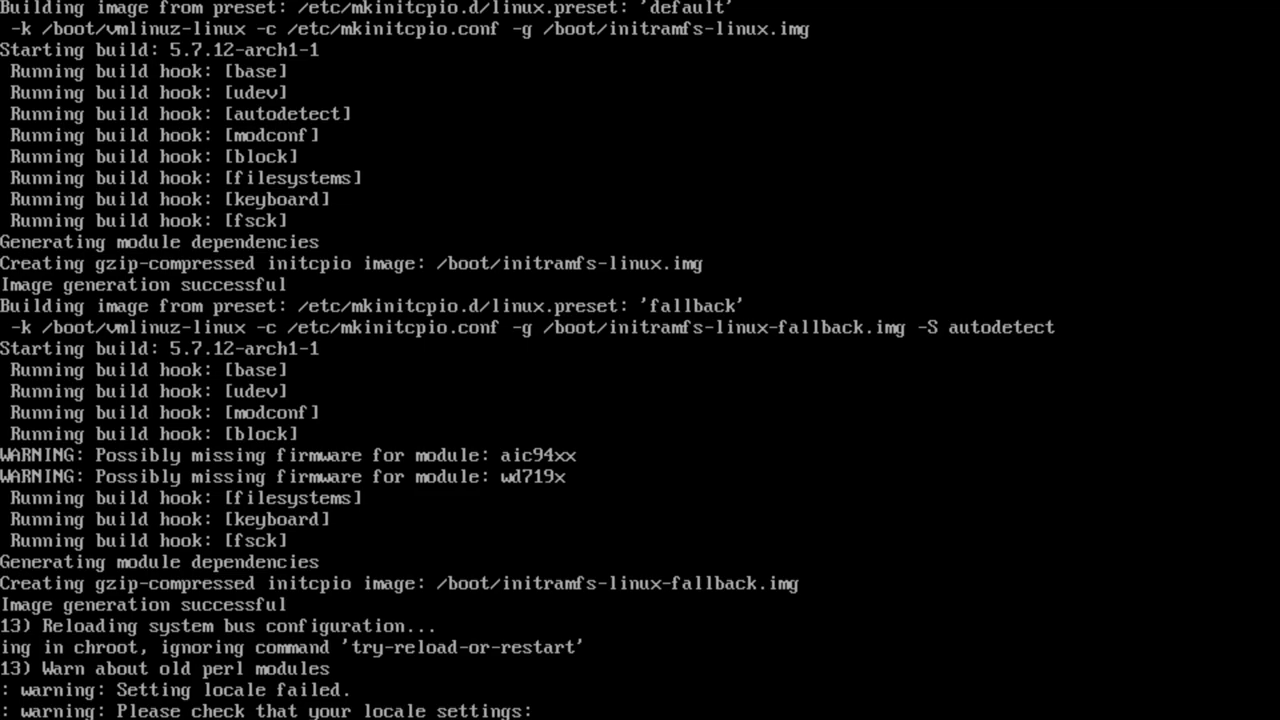 Building image from preset: /etc/mkinitcpio.d/linux.preset: 'default'
-k /boot/vmlinuz-linux -c /etc/mkinitcpio.conf -g /boot/initramfs-linux.img
Starting build: 5.7.12-arch1-1
Running build hook: [base]
Running build hook: [udev]
Running build hook: [autodetect]
Running build hook: [modconf]
Running build hook: [block]
Running build hook: [filesystems]
Running build hook: [keyboard]
Running build hook: [fsck]
Generating module dependencies
Creating gzip-compressed initcpio image: /boot/initramfs-linux.img
Image generation successful
Building image from preset: /etc/mkinitcpio.d/linux.preset: 'fallback'
-k /boot/vmlinuz-linux -c /etc/mkinitcpio.conf -g /boot/initramfs-linux-fallback.img -S autodetect
Starting build: 5.7.12-arch1-1
Running build hook: [base]
Running build hook: [udev]
Running build hook: [modconf]
Running build hook: [block]
WARNING: Possibly missing firmware for module: aic94xx
WARNING: Possibly missing firmware for module: wd719x
Running build hook: [filesystems]
Running build hook: [keyboard]
Running build hook: [fsck]
Generating module dependencies
Creating gzip-compressed initcpio image: /boot/initramfs-linux-fallback.img
Image generation successful
13) Reloading system bus configuration...
ing in chroot, ignoring command 'try-reload-or-restart'
13) Warn about old perl modules
: warning: Setting locale failed.
: warning: Please check that your locale settings: